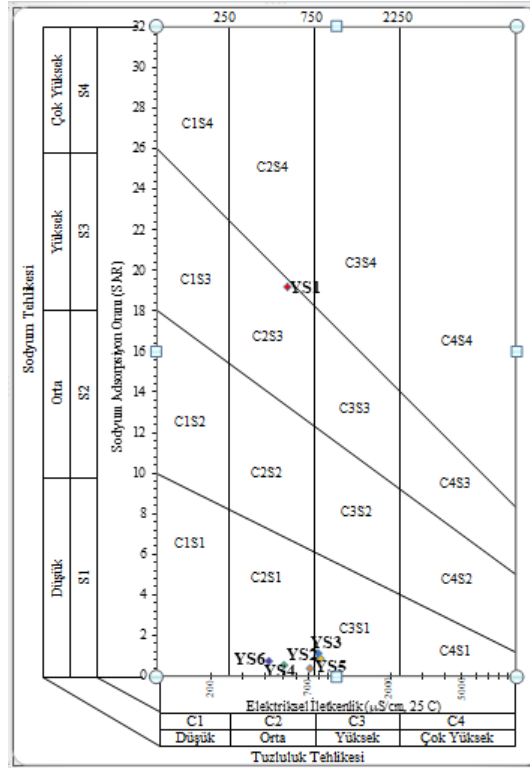 250 750 2250
32
30
28
26
24
22
20
18
16
14
12
10
8
6
4
2
0
Sodyum Tehlikesi
Çok Yüksek S4
Yüksek S3
Orta S2
Düşük S1
Sodyum Adsorpsiyon Oranı (SAR)
C1S4
C2S4
C3S4
C1S3
YS1
C2S3
C4S4
C3S3
C1S2
C2S2
C4S3
C3S2
C1S1
C2S1
C4S2
C3S1
C4S1
YS3
YS2
YS6
YS4
YS5
200 700 2000 5000
Elektriksel İletkenlik (µS/cm, 25 C)
C1 C2 C3 C4
Düşük Orta Yüksek Çok Yüksek
Tuzluluk Tehlikesi